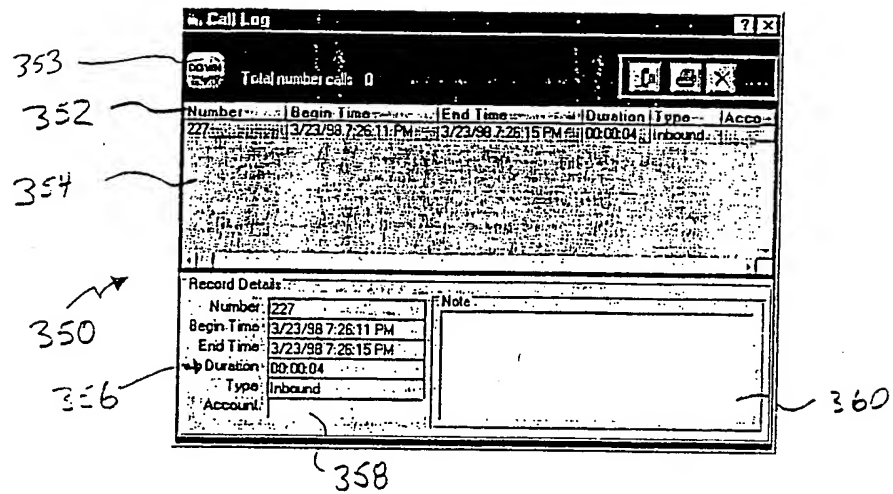 Call Log
353
DOWN
Total number calls 0
352
Number Begin Time End Time Duration Type Acco
227 3/23/98 7:26:11 PM 3/23/98 7:26:15 PM 00:00:04 Inbound
354
350
Record Details
Number 227
Begin Time 3/23/98 7:26:11 PM
End Time 3/23/98 7:26:15 PM
Duration 00:00:04
Type Inbound
Account
Note
356
358
360